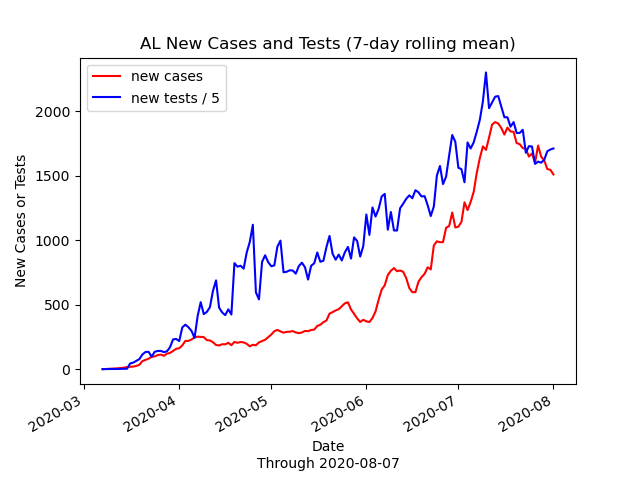 AL New Cases and Tests (7-day rolling mean)
new cases
new tests / 5
New Cases or Tests
2000
1500
1000
500
0
2020-03
2020-04
2020-05
2020-06
2020-07
2020-08
Date
Through 2020-08-07